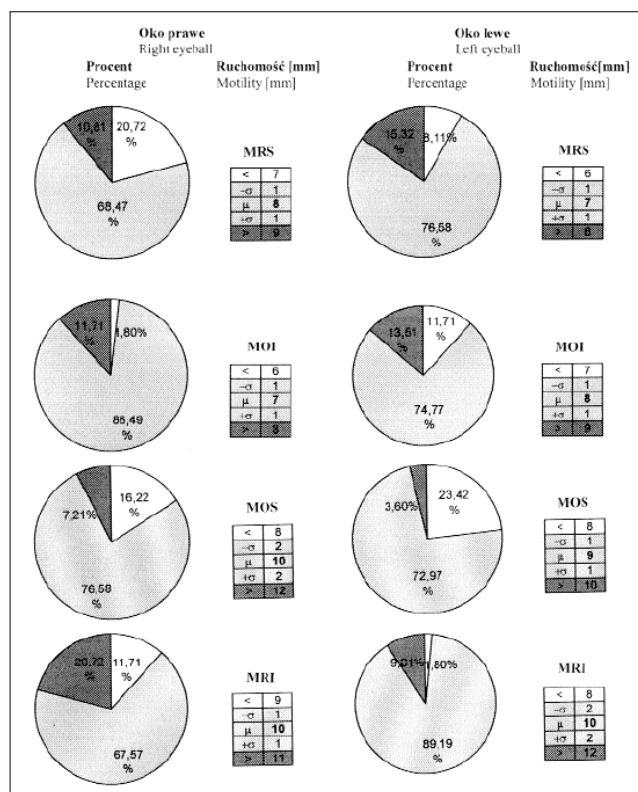 Oko prawe
Right eyeball
Procent
Percentage
Ruchomość [mm]
Motility [mm]
Oko lewe
Left eyeball
Procent
Percentage
Ruchomość[mm]
Motility [mm]
10,81
%
20,72
%
68,47
%
MRS
< 7
−σ 1
μ 8
+σ 1
> 9
15,32
%
8,11%
76,58
%
MRS
< 6
−σ 1
μ 7
+σ 1
> 8
11,71
%
1,80%
86,49
%
MOI
< 6
−σ 1
μ 7
+σ 1
> 8
13,51
%
11,71
%
74,77
%
MOI
< 7
−σ 1
μ 8
+σ 1
> 9
7,21%
16,22
%
76,58
%
MOS
< 8
−σ 2
μ 10
+σ 2
> 12
3,60%
23,42
%
72,97
%
MOS
< 8
−σ 1
μ 9
+σ 1
> 10
20,72
%
11,71
%
67,57
%
MRI
< 9
−σ 1
μ 10
+σ 1
> 11
9,01%
1,80%
89,19
%
MRI
< 8
−σ 2
μ 10
+σ 2
> 12